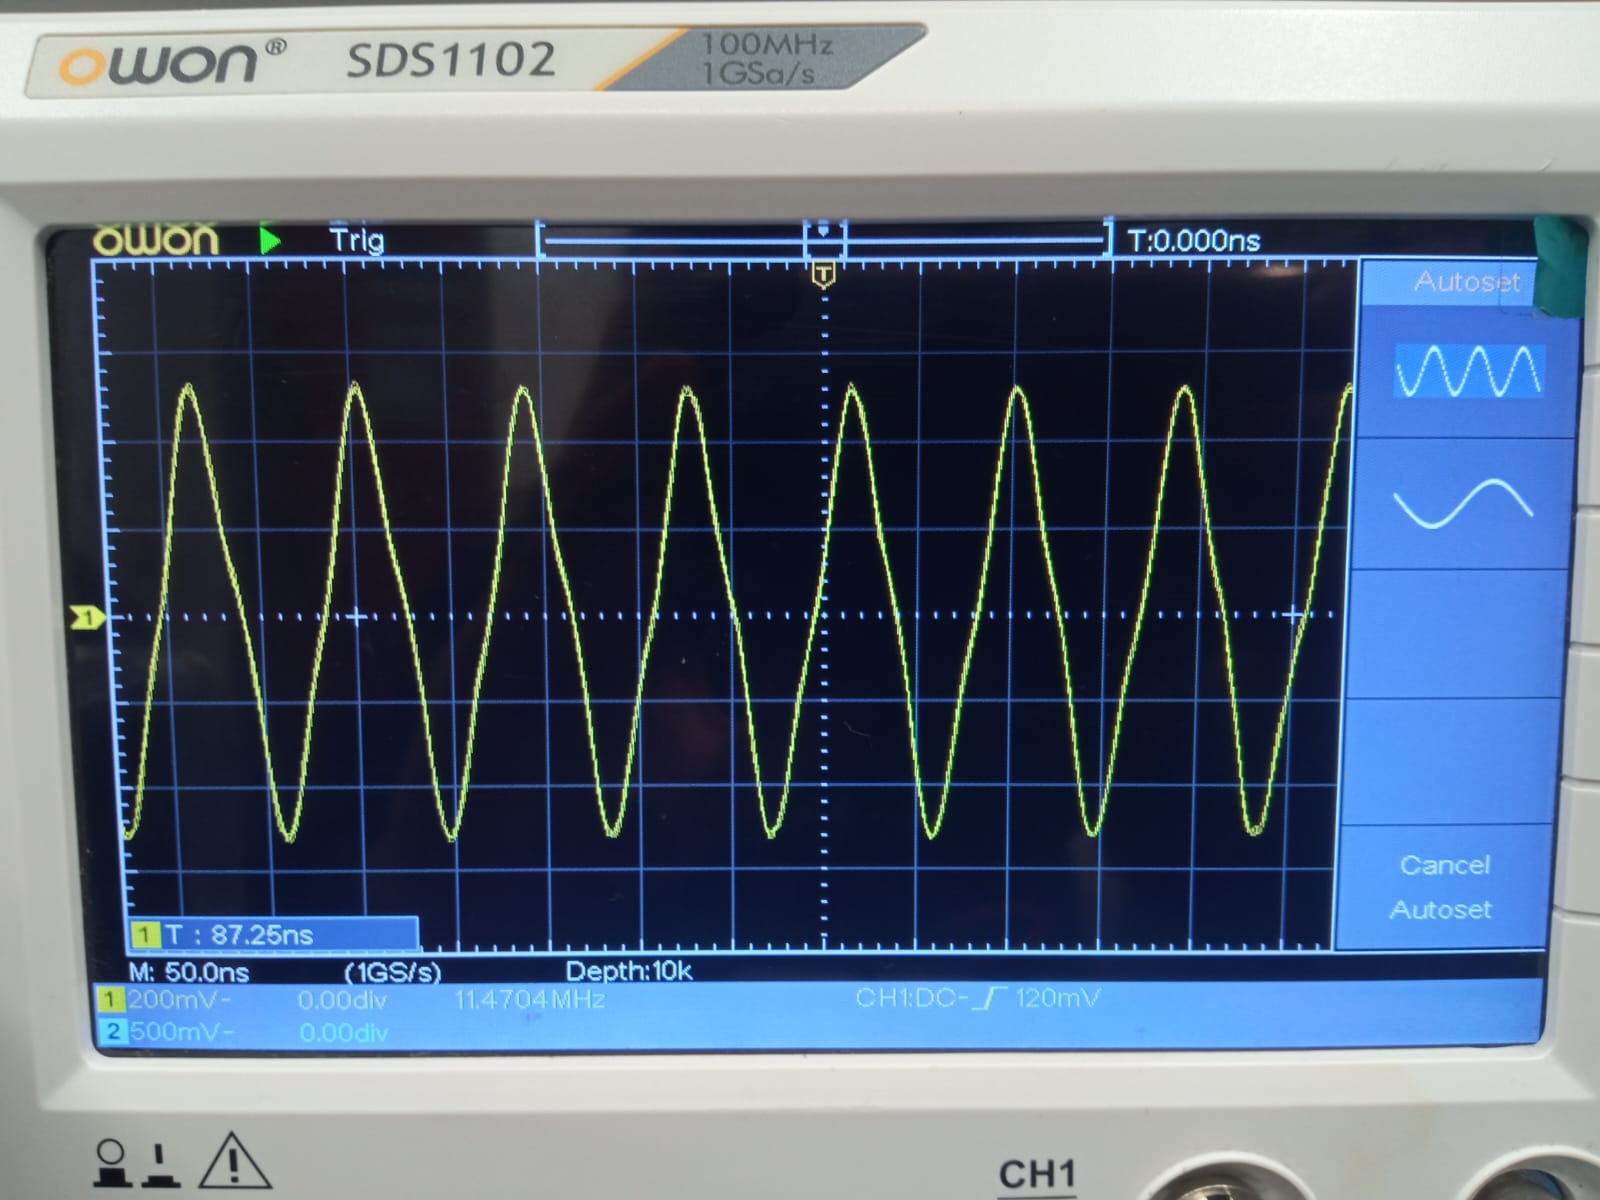 owon® SDS1102 100MHz
1GSa/s
owon Trig T:0.000ns
T
Autoset
1
1 T : 87.25ns
Cancel
Autoset
M: 50.0ns (1GS/s) Depth:10k
1 200mV- 0.00div 11.4704MHz CH1:DC- 120mV
2 500mV- 0.00div
CH1